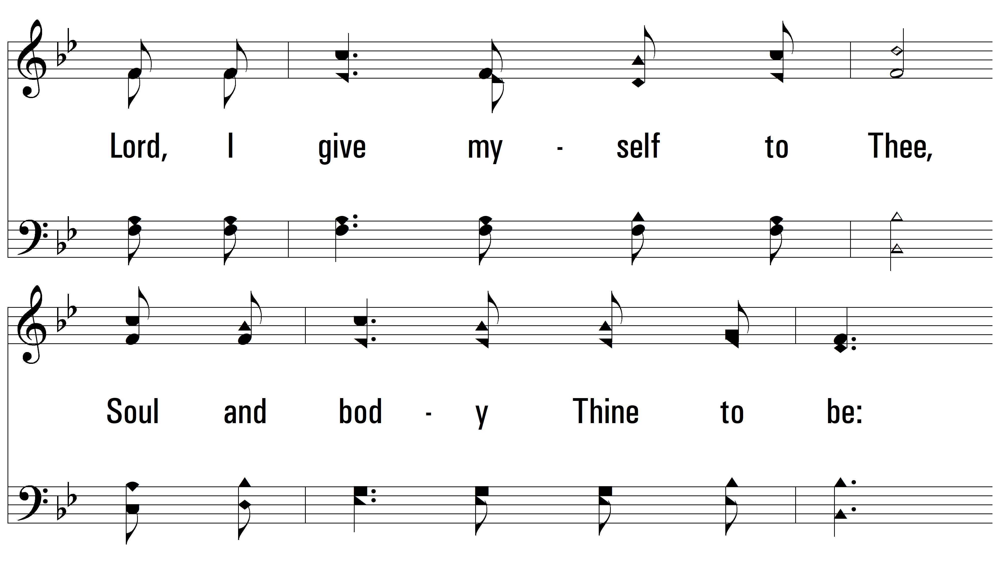 Lord, I give my - self to Thee,
Soul and bod - y Thine to be: